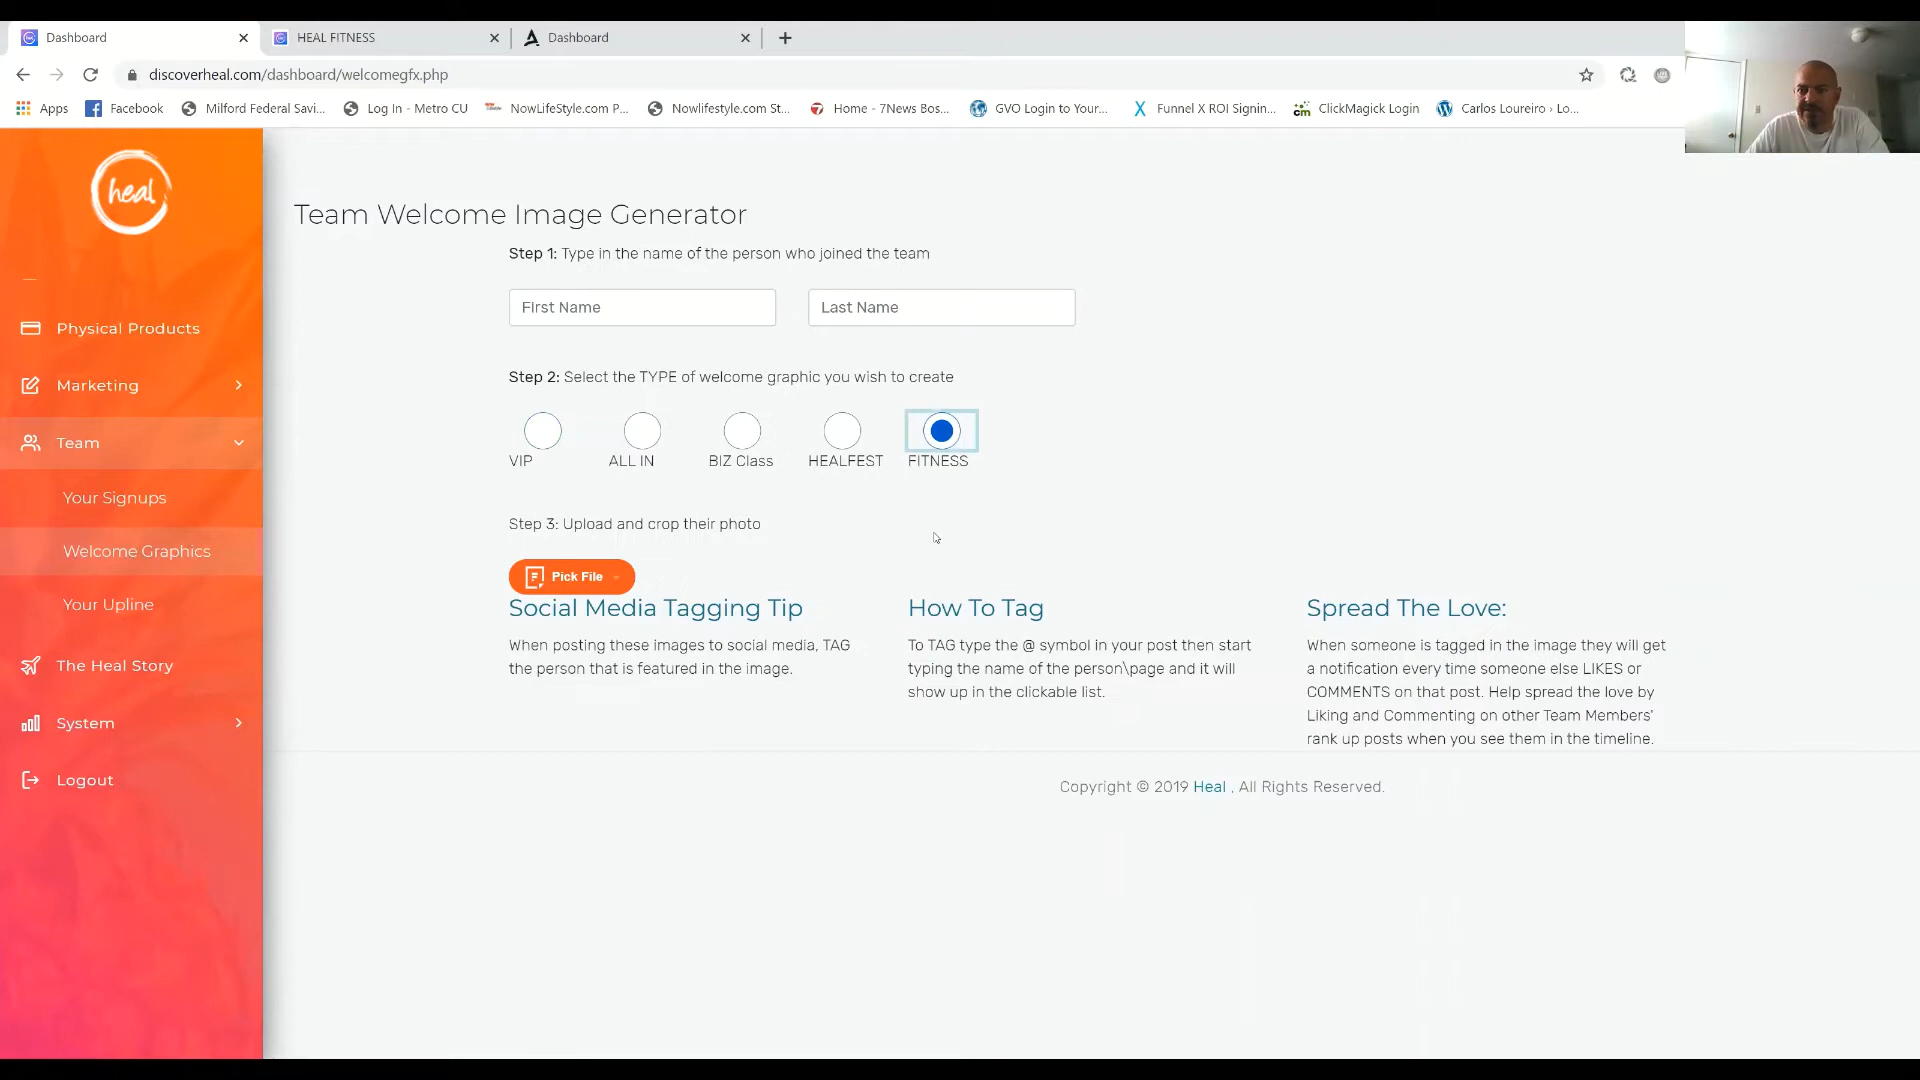 Dashboard
HEAL FITNESS
Dashboard
discoverheal.com/dashboard/welcomegfx.php
Apps
Facebook
Milford Federal Savi...
Log In - Metro CU
NowLifeStyle.com P...
Nowlifestyle.com St...
Home - 7News Bos...
GVO Login to Your...
Funnel X ROI Signin...
ClickMagick Login
Carlos Loureiro › Lo...
heal
Physical Products
Marketing
Team
Your Signups
Welcome Graphics
Your Upline
The Heal Story
System
Logout
Team Welcome Image Generator
Step 1: Type in the name of the person who joined the team
First Name
Last Name
Step 2: Select the TYPE of welcome graphic you wish to create
VIP
ALL IN
BIZ Class
HEALFEST
FITNESS
Step 3: Upload and crop their photo
Pick File
Social Media Tagging Tip
When posting these images to social media, TAG
the person that is featured in the image.
How To Tag
To TAG type the @ symbol in your post then start
typing the name of the person\page and it will
show up in the clickable list.
Spread The Love:
When someone is tagged in the image they will get
a notification every time someone else LIKES or
COMMENTS on that post. Help spread the love by
Liking and Commenting on other Team Members'
rank up posts when you see them in the timeline.
Copyright © 2019 Heal , All Rights Reserved.